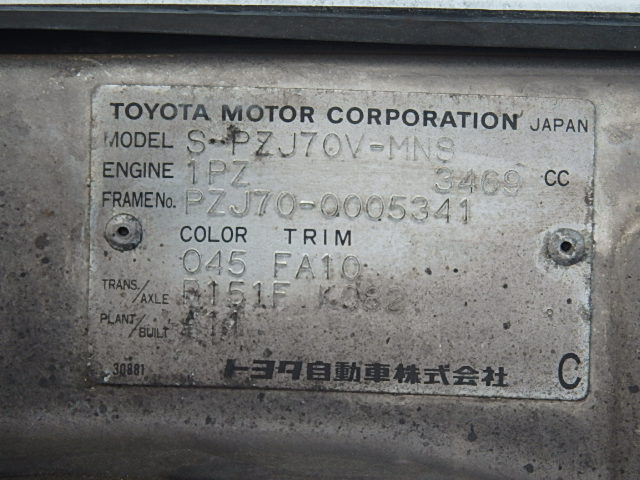 TOYOTA MOTOR CORPORATION JAPAN
MODEL S-PZJ70V-MNS
ENGINE 1PZ 3469 CC
FRAME No. PZJ70-0005341
COLOR TRIM
045 FA10
TRANS./AXLE R151F
PLANT/BUILT
30881 トヨタ自動車株式会社 C